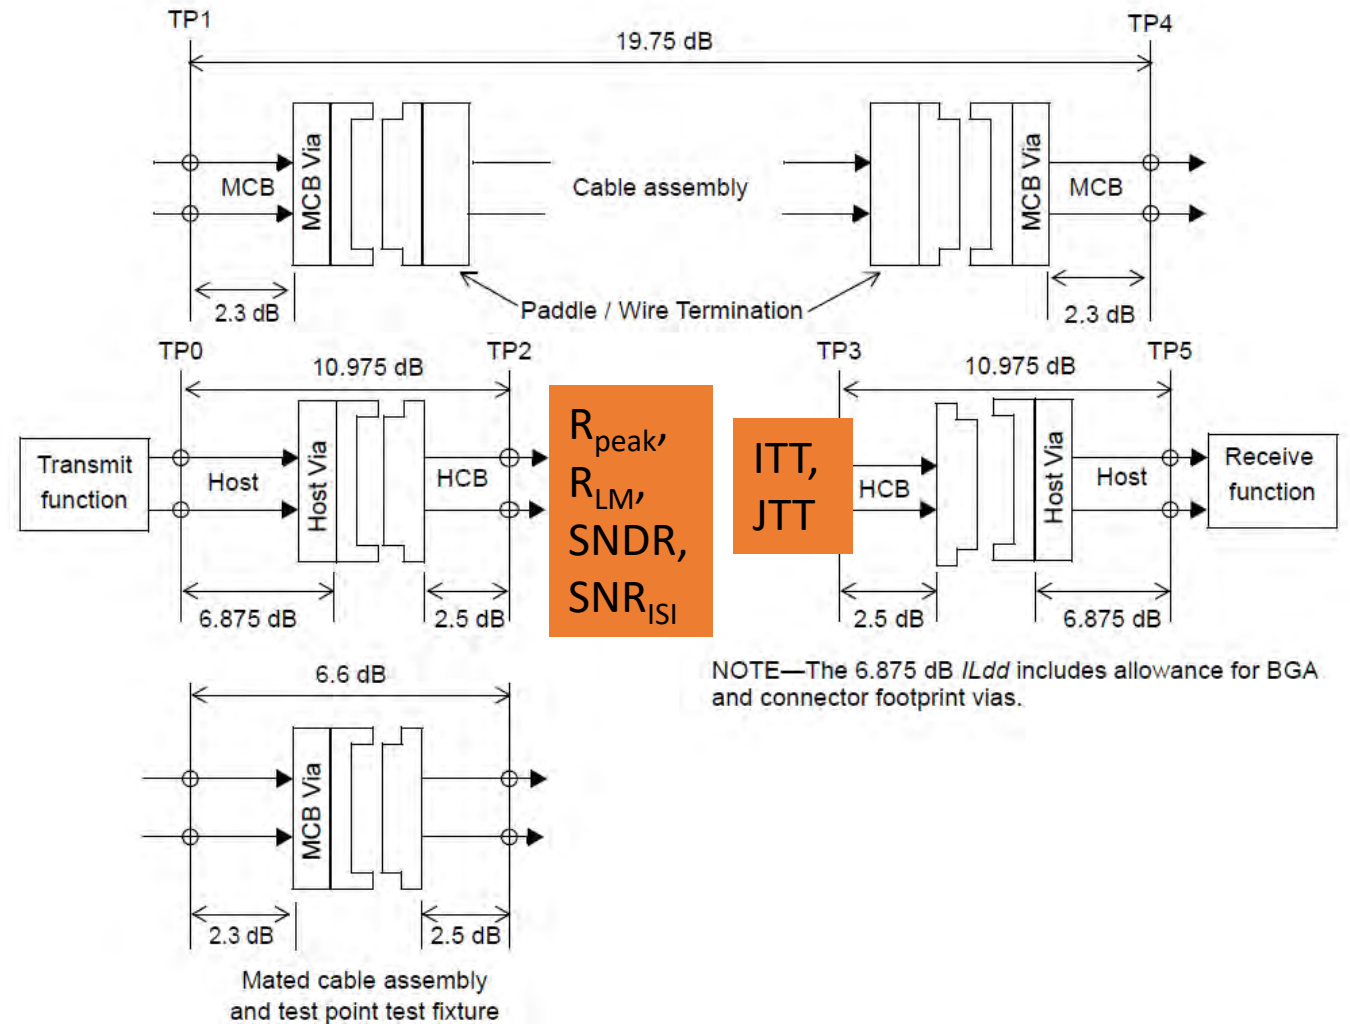 TP1
TP4
19.75 dB
MCB
MCB Via
Cable assembly
MCB Via
MCB
2.3 dB
Paddle / Wire Termination
2.3 dB
TP0
TP2
10.975 dB
Transmit
function
Host
Host Via
HCB
6.875 dB
2.5 dB
Rpeak,
RLM,
SNDR,
SNRISI
TP3
TP5
10.975 dB
ITT,
JTT
HCB
Host Via
Host
Receive
function
2.5 dB
6.875 dB
NOTE—The 6.875 dB ILdd includes allowance for BGA
and connector footprint vias.
6.6 dB
MCB Via
2.3 dB
2.5 dB
Mated cable assembly
and test point test fixture